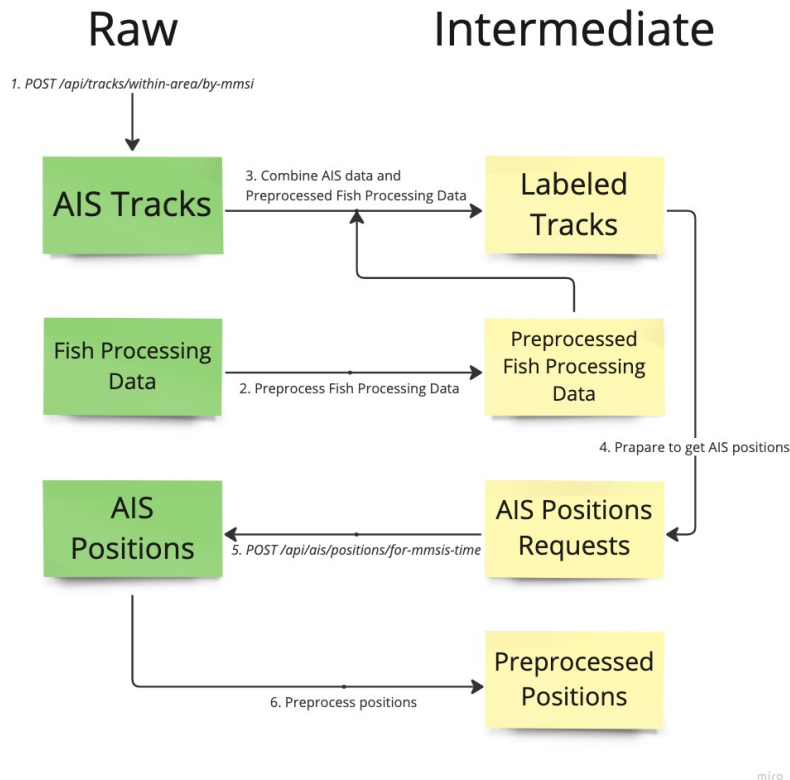 Raw
Intermediate
1. POST /api/tracks/within-area/by-mmsi
AIS Tracks
3. Combine AIS data and
Preprocessed Fish Processing Data
Labeled
Tracks
Fish Processing
Data
2. Preprocess Fish Processing Data
Preprocessed
Fish Processing
Data
4. Prapare to get AIS positions
AIS
Positions
5. POST /api/ais/positions/for-mmsis-time
AIS Positions
Requests
6. Preprocess positions
Preprocessed
Positions
miro